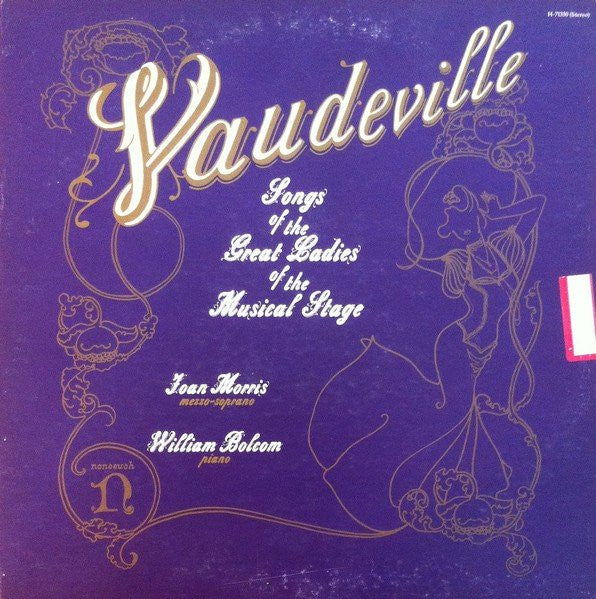 H-71330 (Stereo)
Vaudeville
Songs
of the
Great Ladies
of the
Musical Stage
Joan Morris
mezzo-soprano
William Bolcom
piano
nonesuch
n